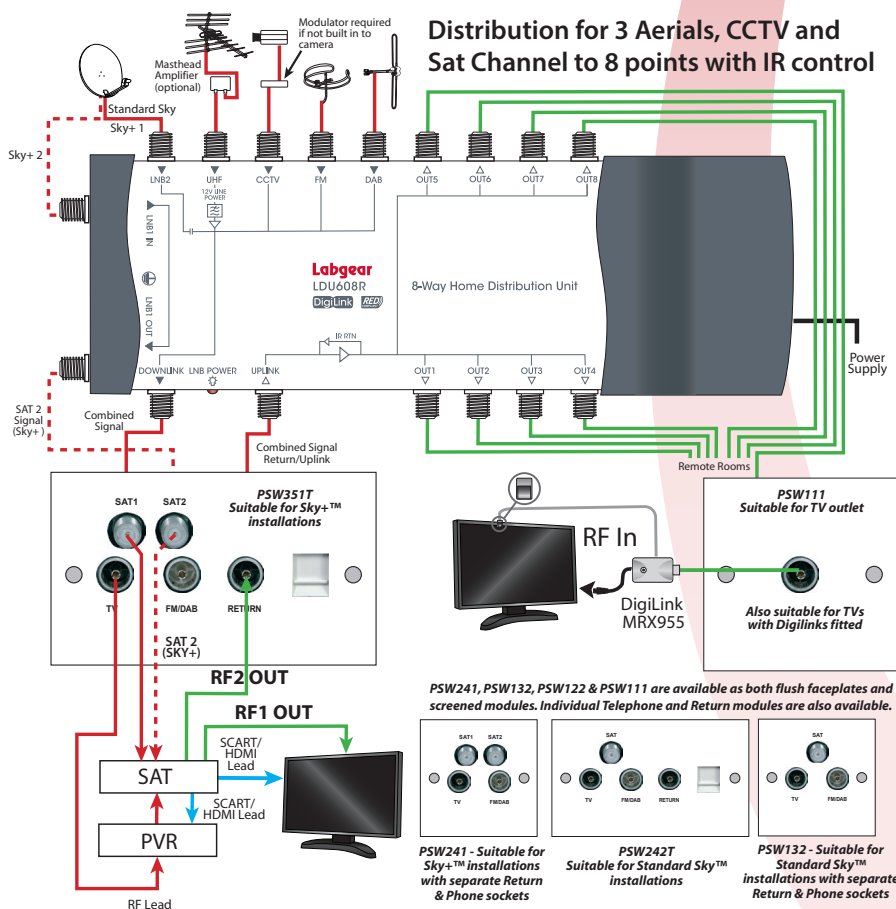 Distribution for 3 Aerials, CCTV and
Sat Channel to 8 points with IR control
Modulator required
if not built in to
camera
Masthead
Amplifier
(optional)
Standard Sky
Sky+ 1
Sky+ 2
LNB2
UHF
CCTV
FM
DAB
OUT5
OUT6
OUT7
OUT8
12V LINE
POWER
LNB1 IN
LNB1 OUT
Labgear
LDU608R
8-Way Home Distribution Unit
DigiLink
RED
IR RTN
DOWNLINK
LNB POWER
UPLINK
OUT1
OUT2
OUT3
OUT4
Power
Supply
SAT 2
Signal
(Sky+)
Combined
Signal
Combined Signal
Return/Uplink
Remote Rooms
PSW351T
Suitable for Sky+™
installations
SAT1
SAT2
TV
FM/DAB
RETURN
SAT 2
(SKY+)
RF In
DigiLink
MRX955
PSW111
Suitable for TV outlet
Also suitable for TVs
with Digilinks fitted
RF2 OUT
RF1 OUT
SCART/
HDMI
Lead
SAT
SCART/
HDMI Lead
PVR
RF Lead
PSW241, PSW132, PSW122 & PSW111 are available as both flush faceplates and
screened modules. Individual Telephone and Return modules are also available.
SAT1
SAT2
TV
FM/DAB
PSW241 - Suitable for
Sky+™ installations
with separate Return
& Phone sockets
SAT
TV
FM/DAB
RETURN
PSW242T
Suitable for Standard Sky™
installations
SAT
TV
FM/DAB
PSW132 - Suitable for
Standard Sky™
installations with separate
Return & Phone sockets